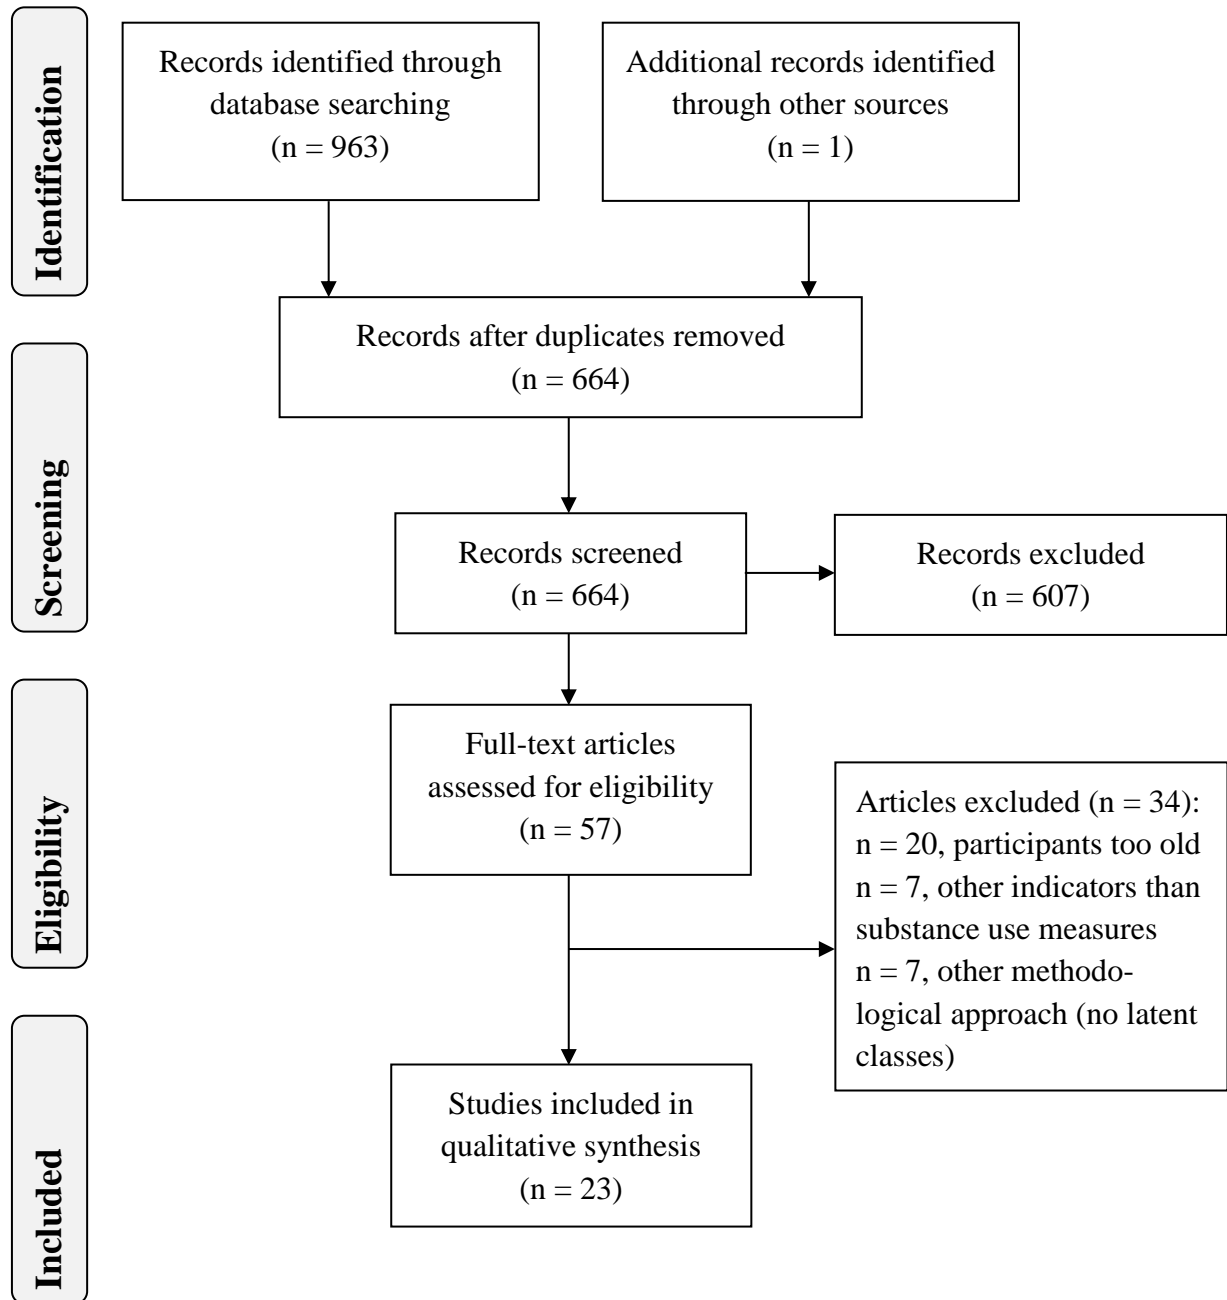 Identification
Records identified through
database searching
(n = 963)
Additional records identified
through other sources
(n = 1)
Records after duplicates removed
(n = 664)
Screening
Records screened
(n = 664)
Records excluded
(n = 607)
Eligibility
Full-text articles
assessed for eligibility
(n = 57)
Articles excluded (n = 34):
n = 20, participants too old
n = 7, other indicators than
substance use measures
n = 7, other methodo-
logical approach (no latent
classes)
Included
Studies included in
qualitative synthesis
(n = 23)